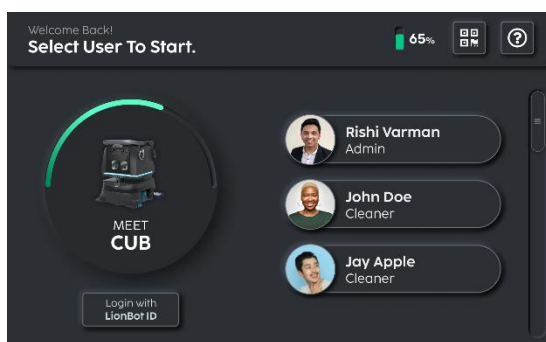 Welcome Back!
Select User To Start.
65%
Rishi Varman
Admin
John Doe
Cleaner
Jay Apple
Cleaner
MEET
CUB
Login with
LionBot ID